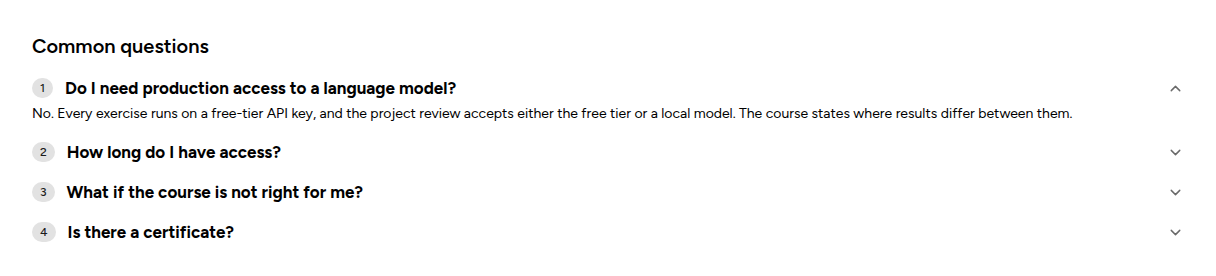 Common questions
1 Do I need production access to a language model?
No. Every exercise runs on a free-tier API key, and the project review accepts either the free tier or a local model. The course states where results differ between them.
2 How long do I have access?
3 What if the course is not right for me?
4 Is there a certificate?